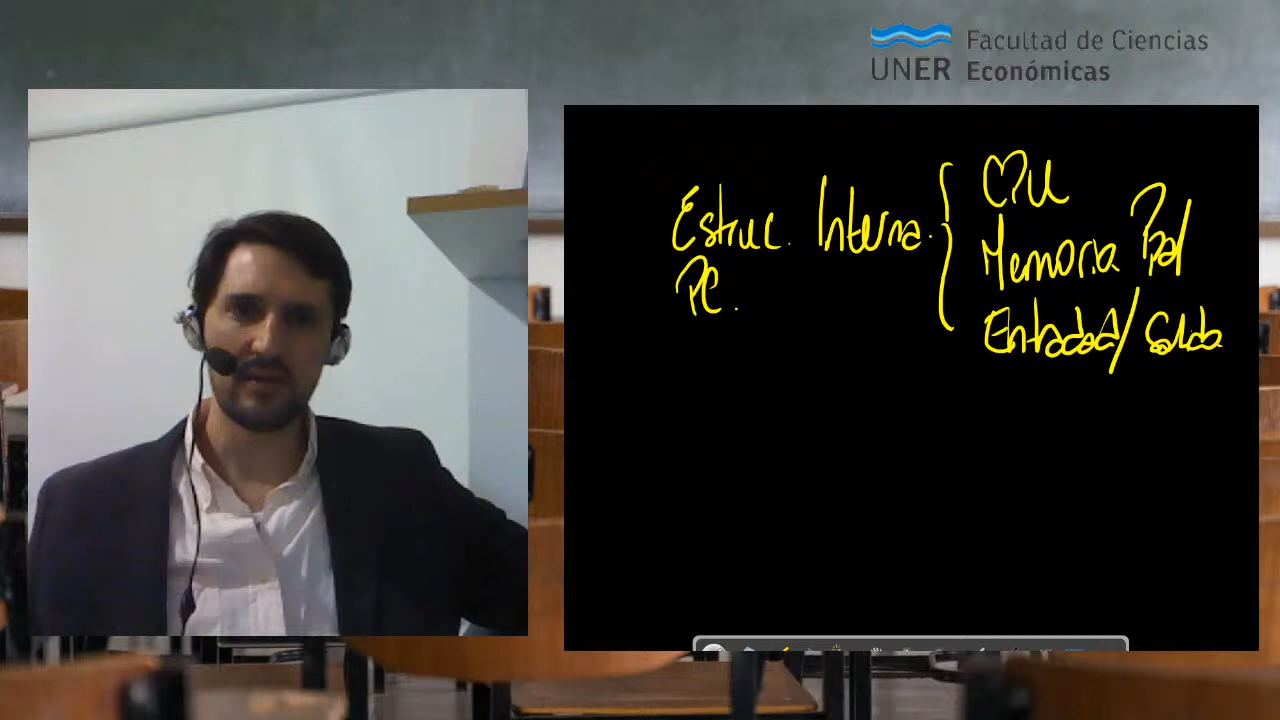 UNER Facultad de Ciencias
Económicas
Estruc. Interna.
PC.
CPU
Memoria Ppal
Entrada/Salida